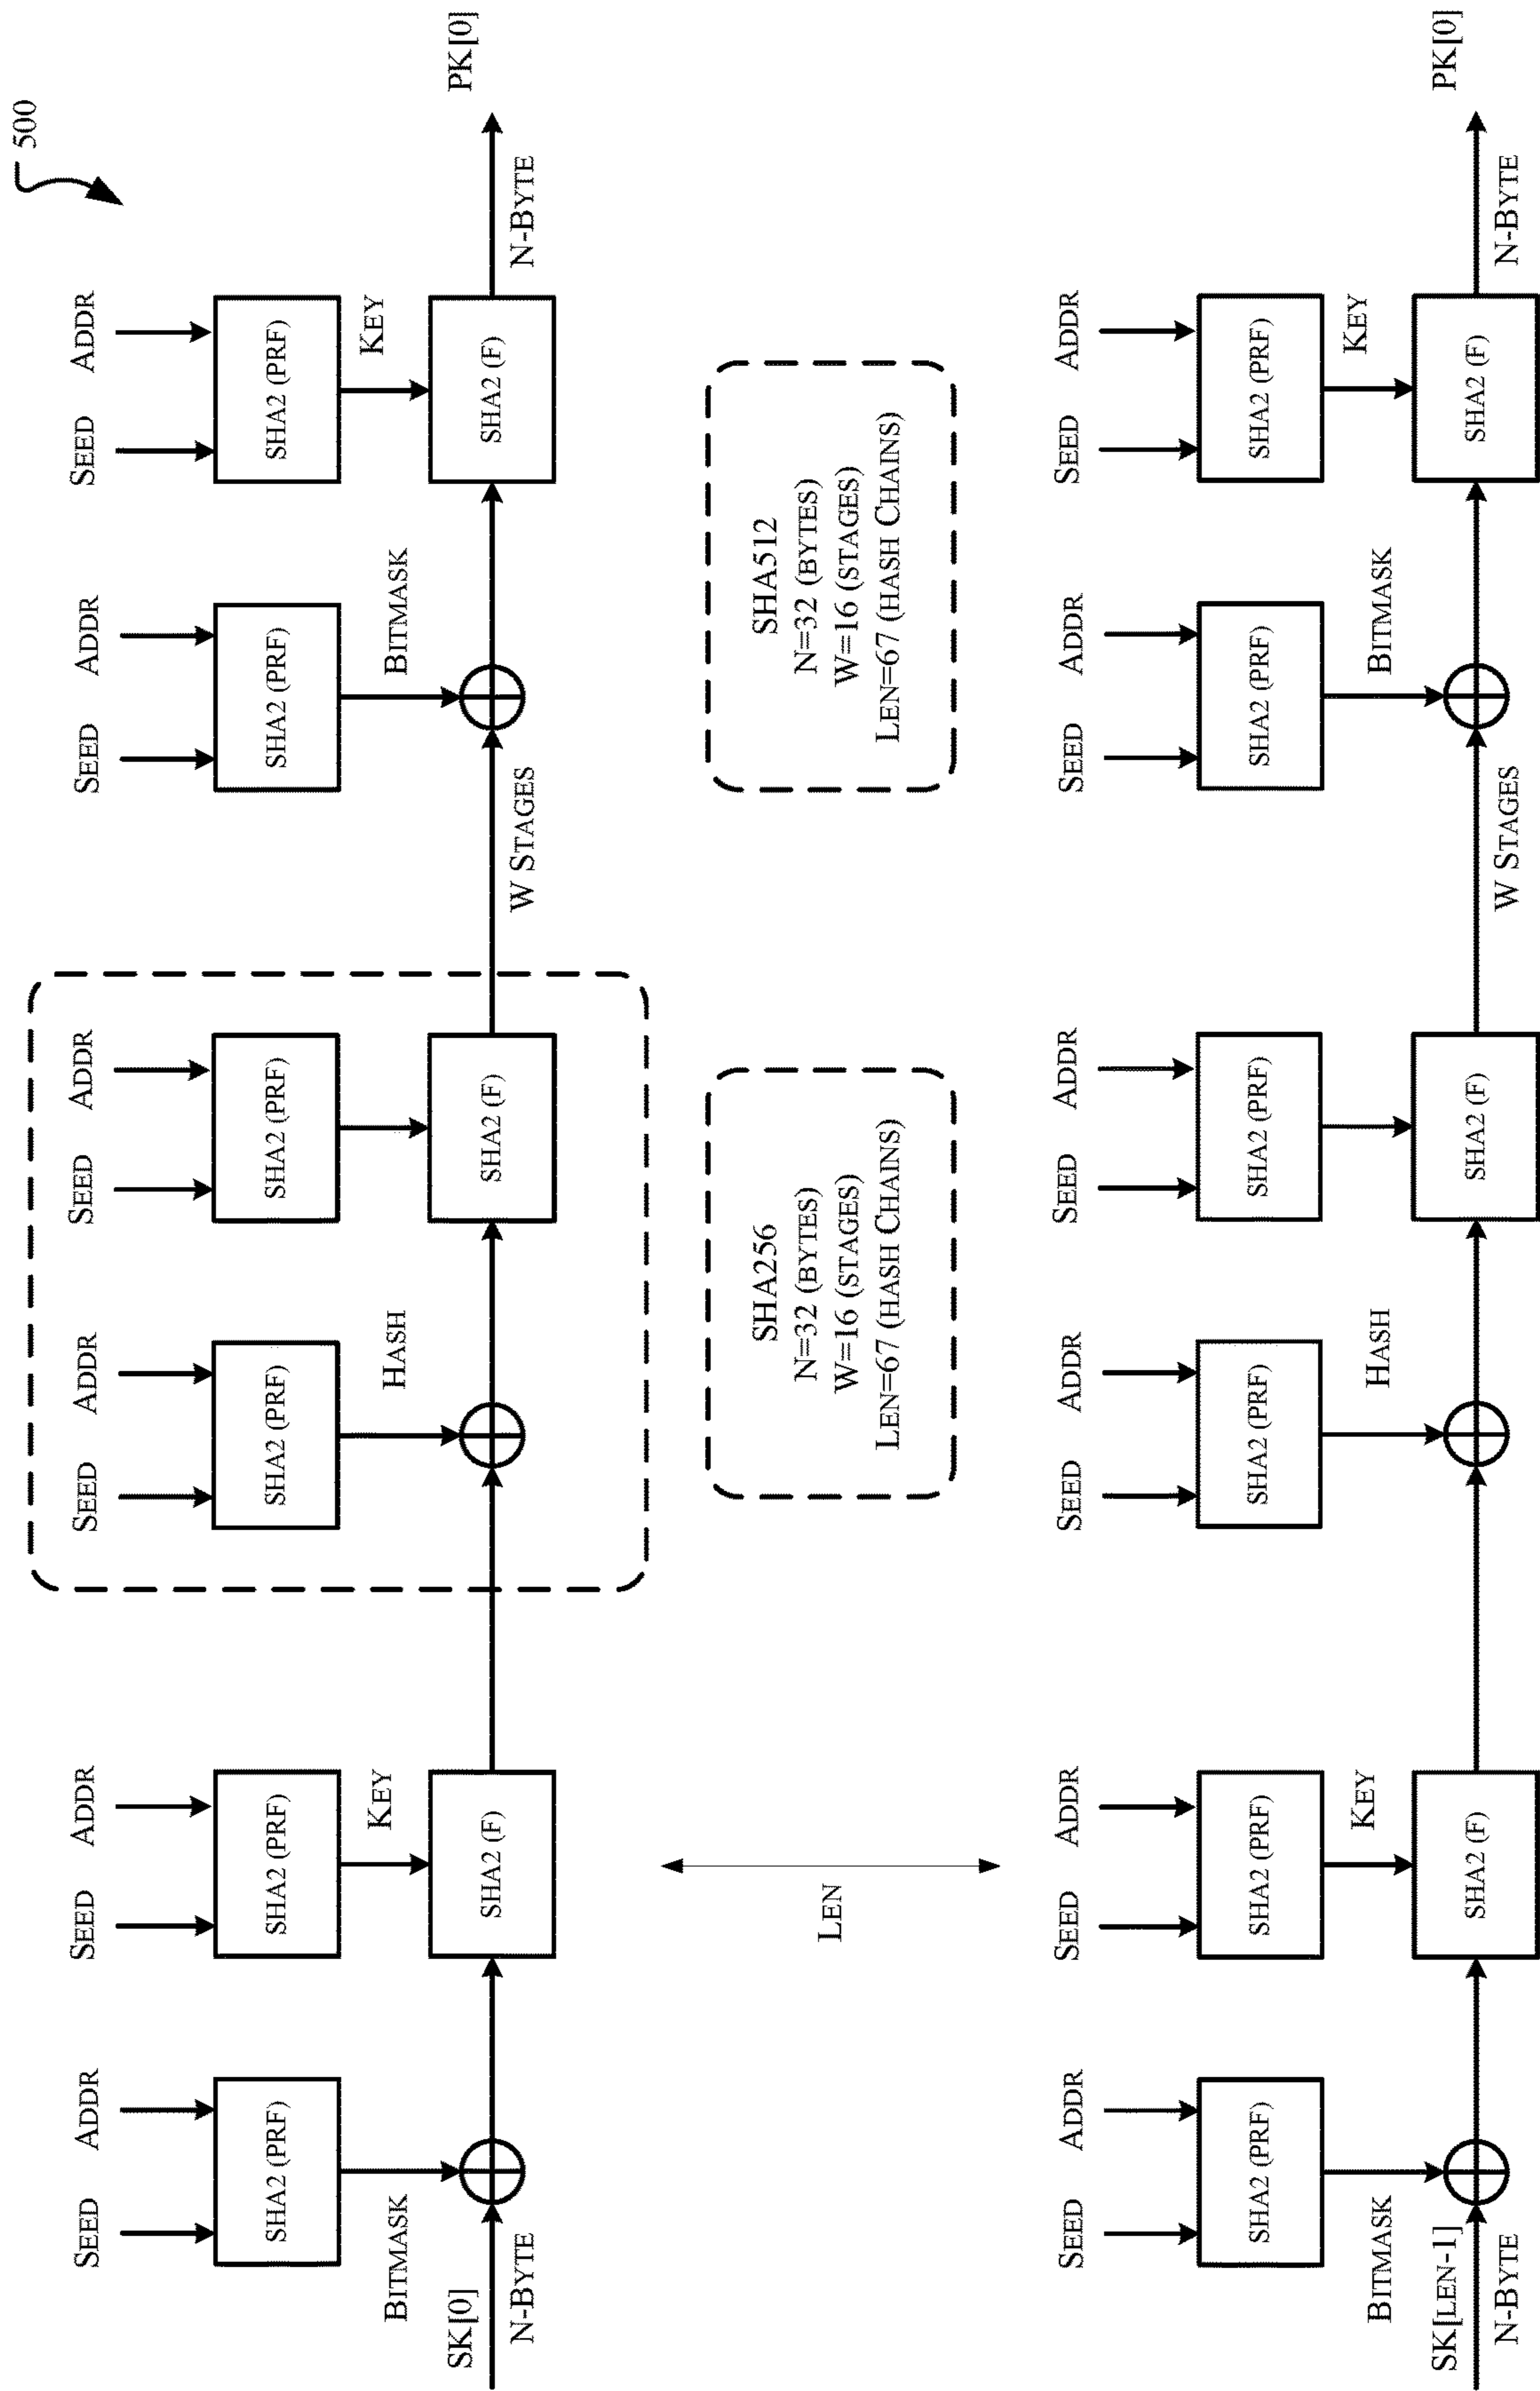 500
SEED ADDR SEED ADDR SEED ADDR SEED ADDR SEED ADDR SEED ADDR
SHA2 (PRF) SHA2 (PRF) SHA2 (PRF) SHA2 (PRF) SHA2 (PRF) SHA2 (PRF)
BITMASK KEY HASH BITMASK KEY
SK[0] SHA2 (F) SHA2 (F) SHA2 (F) PK[0]
N-BYTE W STAGES N-BYTE
LEN
SHA256
N=32 (BYTES)
W=16 (STAGES)
LEN=67 (HASH CHAINS)
SHA512
N=32 (BYTES)
W=16 (STAGES)
LEN=67 (HASH CHAINS)
SEED ADDR SEED ADDR SEED ADDR SEED ADDR SEED ADDR SEED ADDR
SHA2 (PRF) SHA2 (PRF) SHA2 (PRF) SHA2 (PRF) SHA2 (PRF) SHA2 (PRF)
BITMASK KEY HASH BITMASK KEY
SK[LEN-1] SHA2 (F) SHA2 (F) SHA2 (F) PK[0]
N-BYTE W STAGES N-BYTE